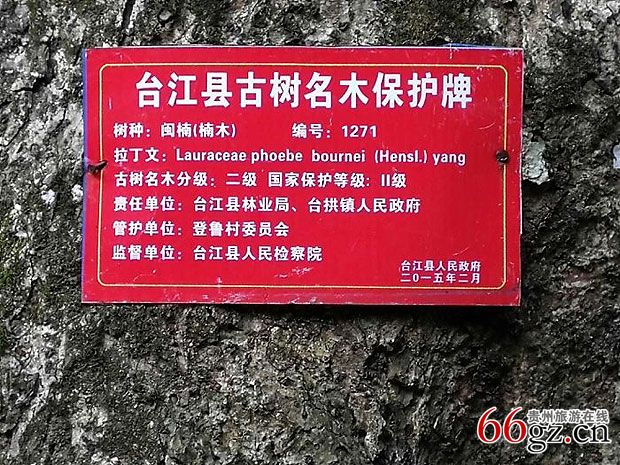 台江县古树名木保护牌
树种：闽楠(楠木) 编号：1271
拉丁文：Lauraceae phoebe bournei (Hensl.) yang
古树名木分级：二级 国家保护等级：II级
责任单位：台江县林业局、台拱镇人民政府
管护单位：登鲁村委员会
监督单位：台江县人民检察院
台江县人民政府
二〇一五年二月
贵州旅游在线
66gz.cn